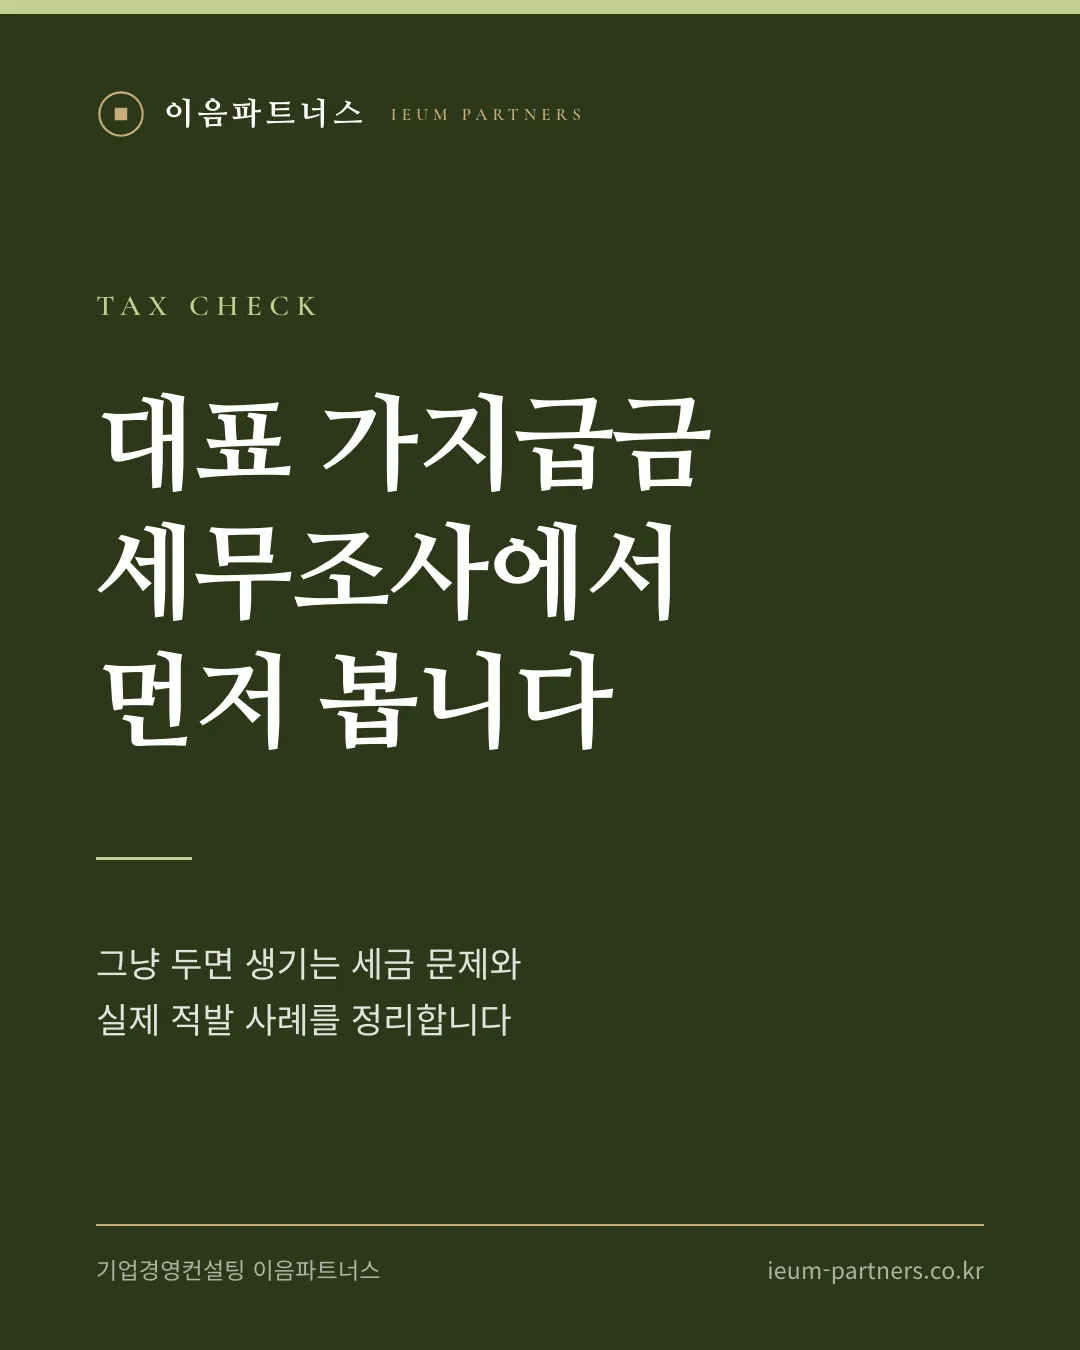 이음파트너스 IEUM PARTNERS
TAX CHECK
대표 가지급금
세무조사에서
먼저 봅니다
그냥 두면 생기는 세금 문제와
실제 적발 사례를 정리합니다
기업경영컨설팅 이음파트너스 ieum-partners.co.kr